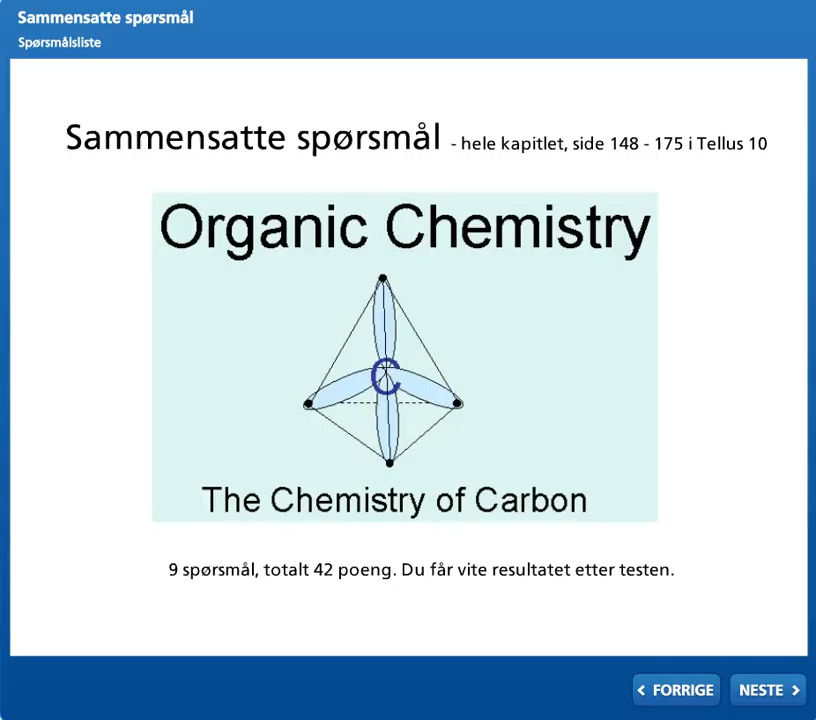 Sammensatte spørsmål
Spørsmålsliste
Sammensatte spørsmål - hele kapitlet, side 148 - 175 i Tellus 10
Organic Chemistry
C
The Chemistry of Carbon
9 spørsmål, totalt 42 poeng. Du får vite resultatet etter testen.
< FORRIGE NESTE >